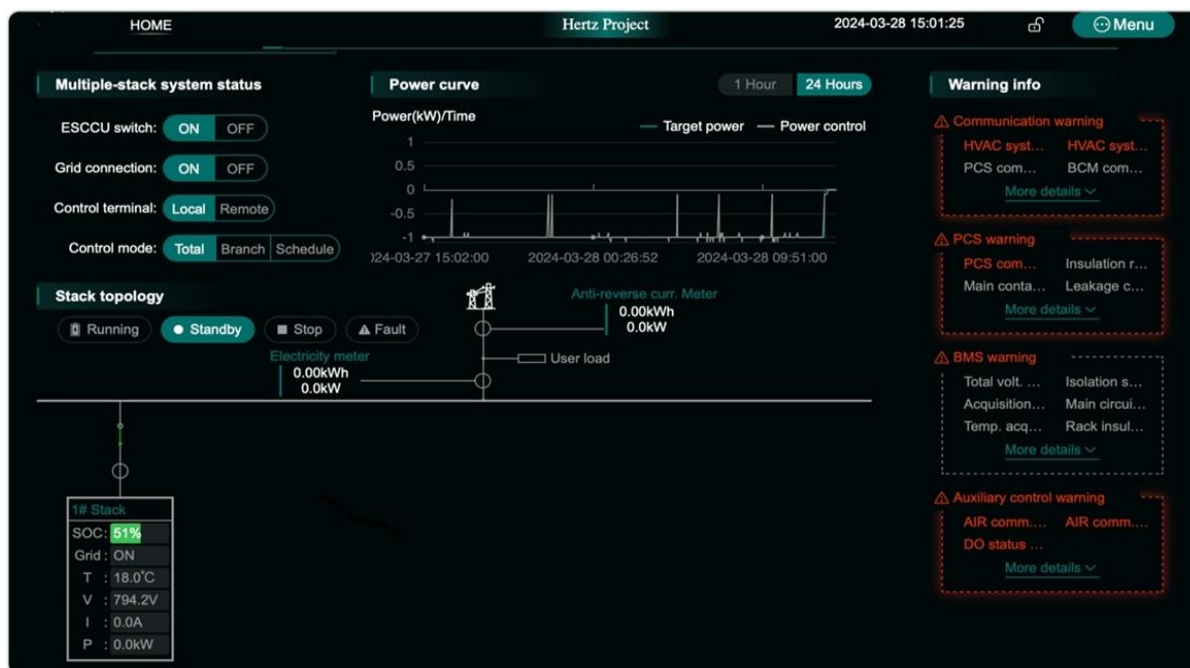 HOME
Hertz Project
2024-03-28 15:01:25
Menu
Multiple-stack system status
ESCCU switch: ON OFF
Grid connection: ON OFF
Control terminal: Local Remote
Control mode: Total Branch Schedule
Power curve
1 Hour 24 Hours
Power(kW)/Time
Target power Power control
1
0.5
0
-0.5
-1
)24-03-27 15:02:00 2024-03-28 00:26:52 2024-03-28 09:51:00
Stack topology
Running Standby Stop Fault
Anti-reverse curr. Meter
0.00kWh
0.0kW
User load
Electricity meter
0.00kWh
0.0kW
1# Stack
SOC: 51%
Grid : ON
T : 18.0°C
V : 794.2V
I : 0.0A
P : 0.0kW
Warning info
Communication warning
HVAC syst... HVAC syst...
PCS com... BCM com...
More details
PCS warning
PCS com... Insulation r...
Main conta... Leakage c...
More details
BMS warning
Total volt. ... Isolation s...
Acquisition... Main circui...
Temp. acq... Rack insul...
More details
Auxiliary control warning
AIR comm.... AIR comm....
DO status ...
More details